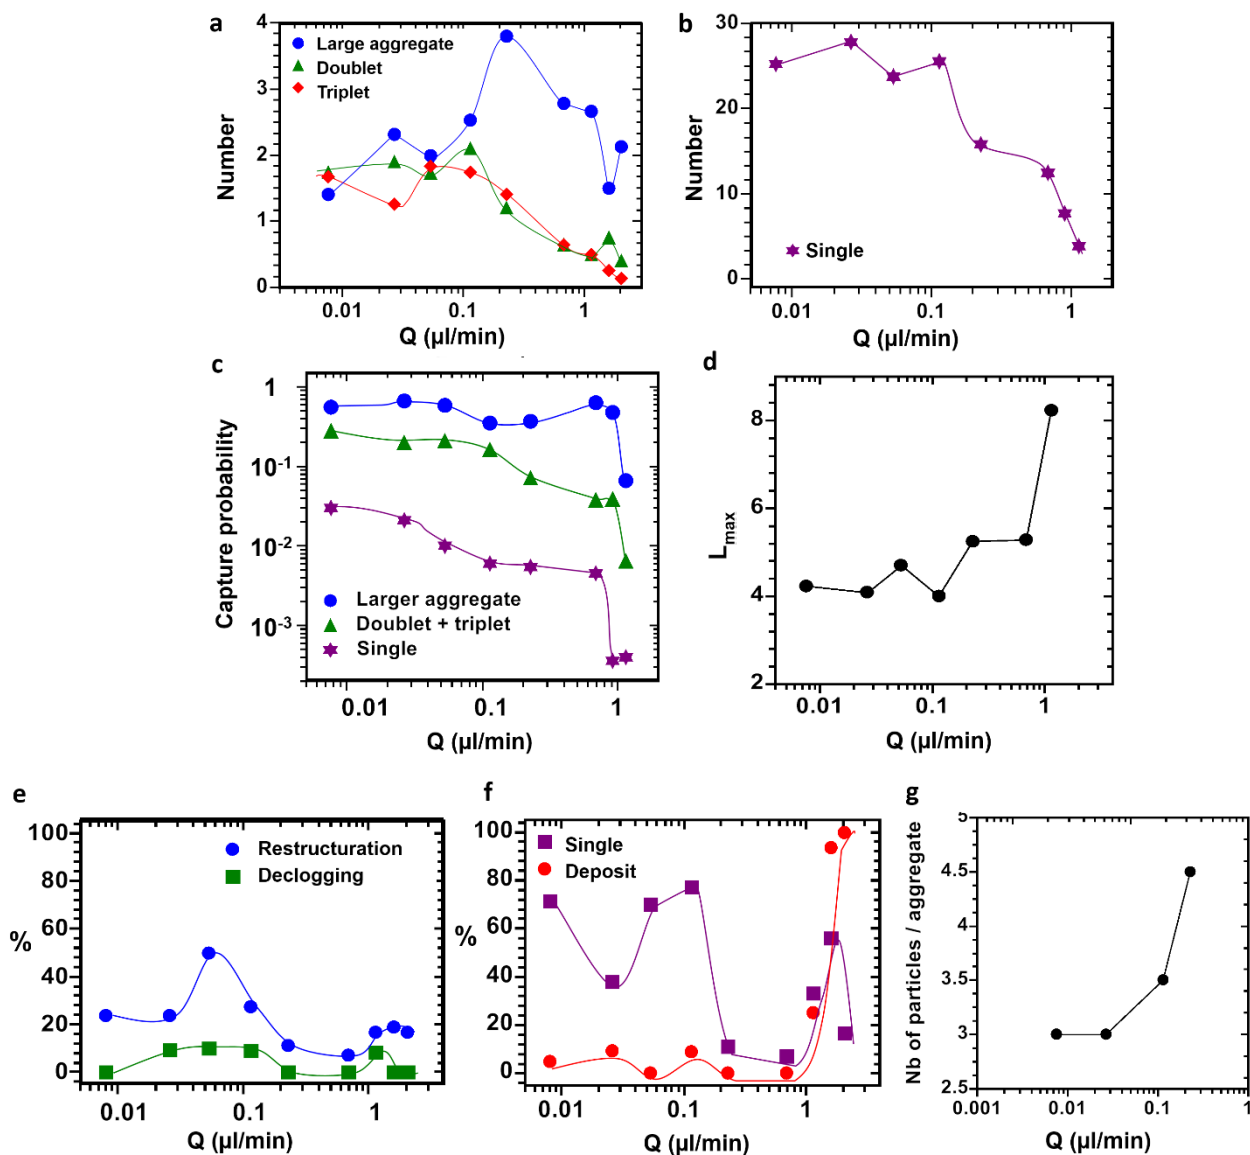 a
4
3
2
1
0
Number
Large aggregate
Doublet
Triplet
0.01
0.1
1
Q (µl/min)
b
30
20
10
0
Number
Single
0.01
0.1
1
Q (µl/min)
c
1
10-1
10-2
10-3
Capture probability
Larger aggregate
Doublet + triplet
Single
0.01
0.1
1
Q (µl/min)
d
8
6
4
2
Lmax
0.01
0.1
1
Q (µl/min)
e
100
80
60
40
20
0
%
Restructuration
Declogging
0.01
0.1
1
Q (µl/min)
f
100
80
60
40
20
0
%
Single
Deposit
0.01
0.1
1
Q (µl/min)
g
5
4.5
4
3.5
3
2.5
Nb of particles / aggregate
0.001
0.01
0.1
1
Q (µl/min)